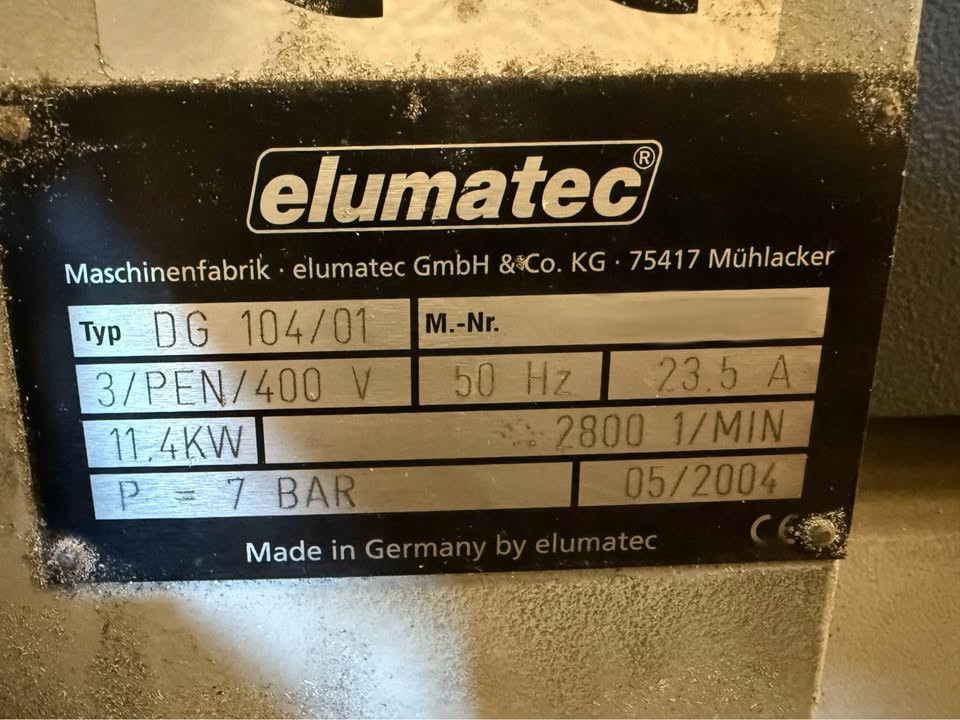 elumatec®
Maschinenfabrik · elumatec GmbH & Co. KG · 75417 Mühlacker
Typ DG 104/01 M.-Nr.
3/PEN/400 V 50 Hz 23.5 A
11.4KW 2800 1/MIN
P = 7 BAR 05/2004
Made in Germany by elumatec CE